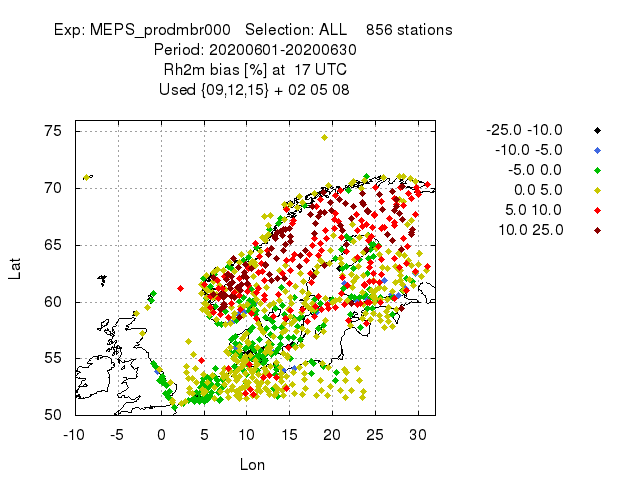 Exp: MEPS_prodmbr000   Selection: ALL    856 stations
Period: 20200601-20200630
Rh2m bias [%] at  17 UTC
Used {09,12,15} + 02 05 08
75
70
65
60
55
50
Lat
-10 -5 0 5 10 15 20 25 30
Lon
-25.0 -10.0
-10.0 -5.0
-5.0 0.0
0.0 5.0
5.0 10.0
10.0 25.0